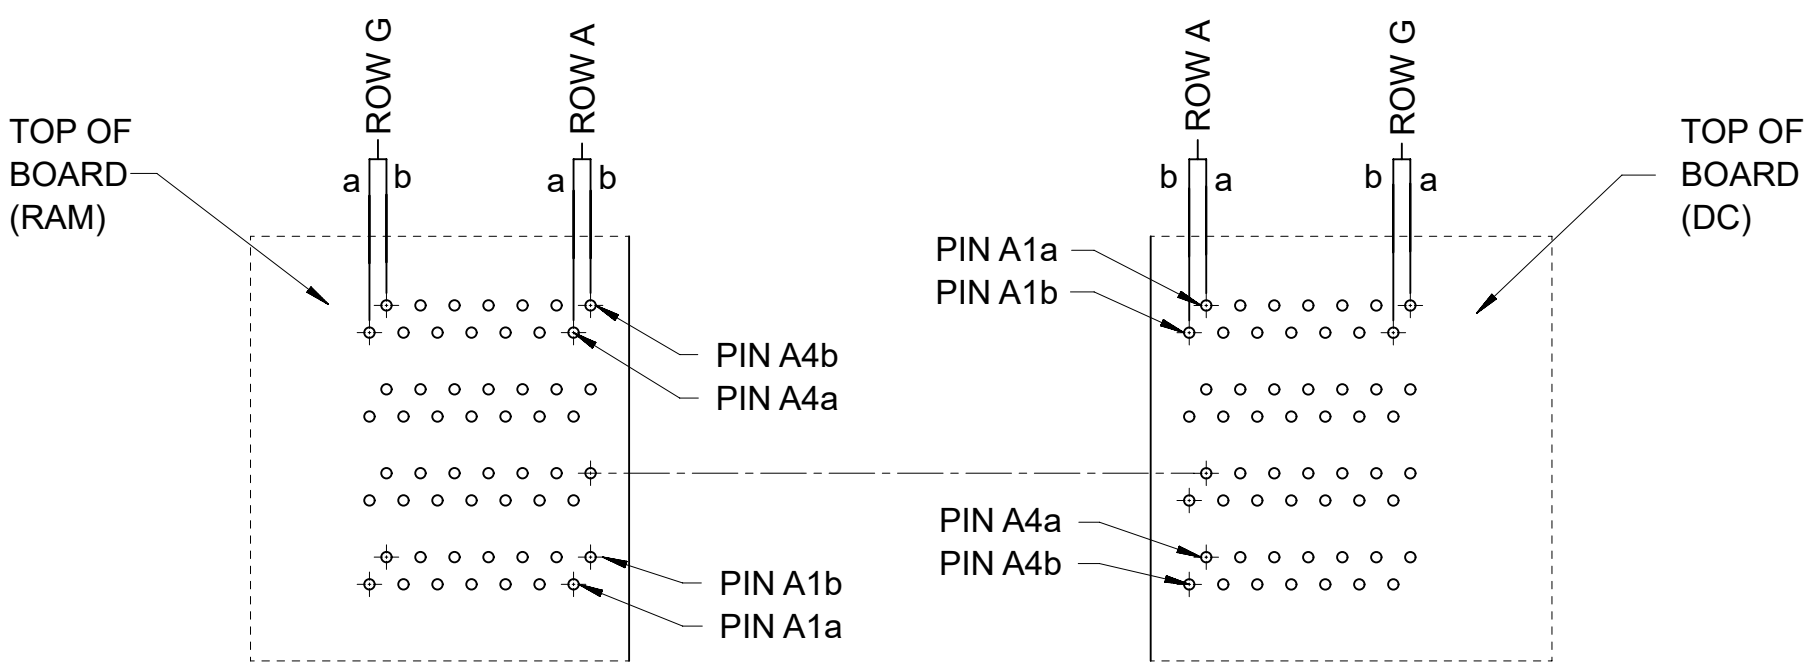 ROW G
ROW A
ROW A
ROW G
TOP OF
BOARD
(RAM)
TOP OF
BOARD
(DC)
a b
a b
b a
b a
PIN A1a
PIN A1b
PIN A4b
PIN A4a
PIN A4a
PIN A4b
PIN A1b
PIN A1a